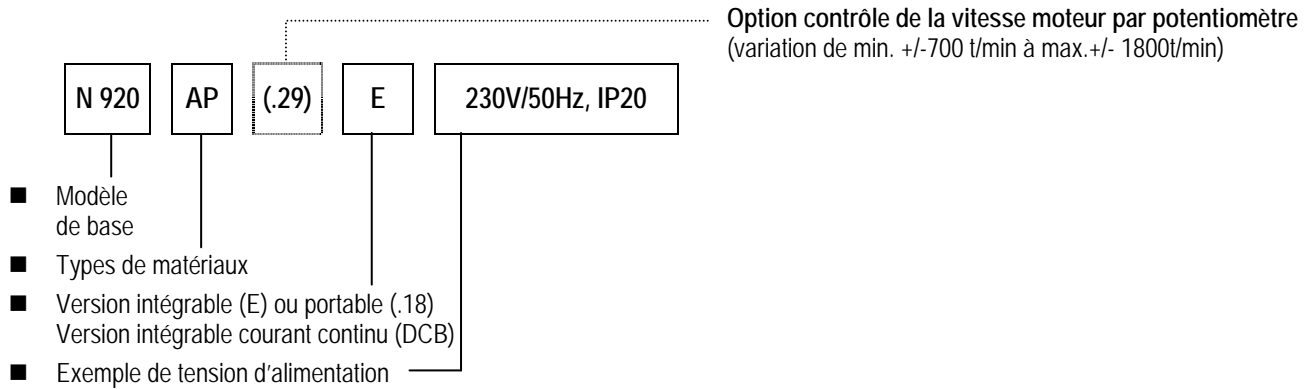 Option contrôle de la vitesse moteur par potentiomètre
(variation de min. +/-700 t/min à max.+/- 1800t/min)
N 920 AP (.29) E 230V/50Hz, IP20
■ Modèle
de base
■ Types de matériaux
■ Version intégrable (E) ou portable (.18)
Version intégrable courant continu (DCB)
■ Exemple de tension d’alimentation